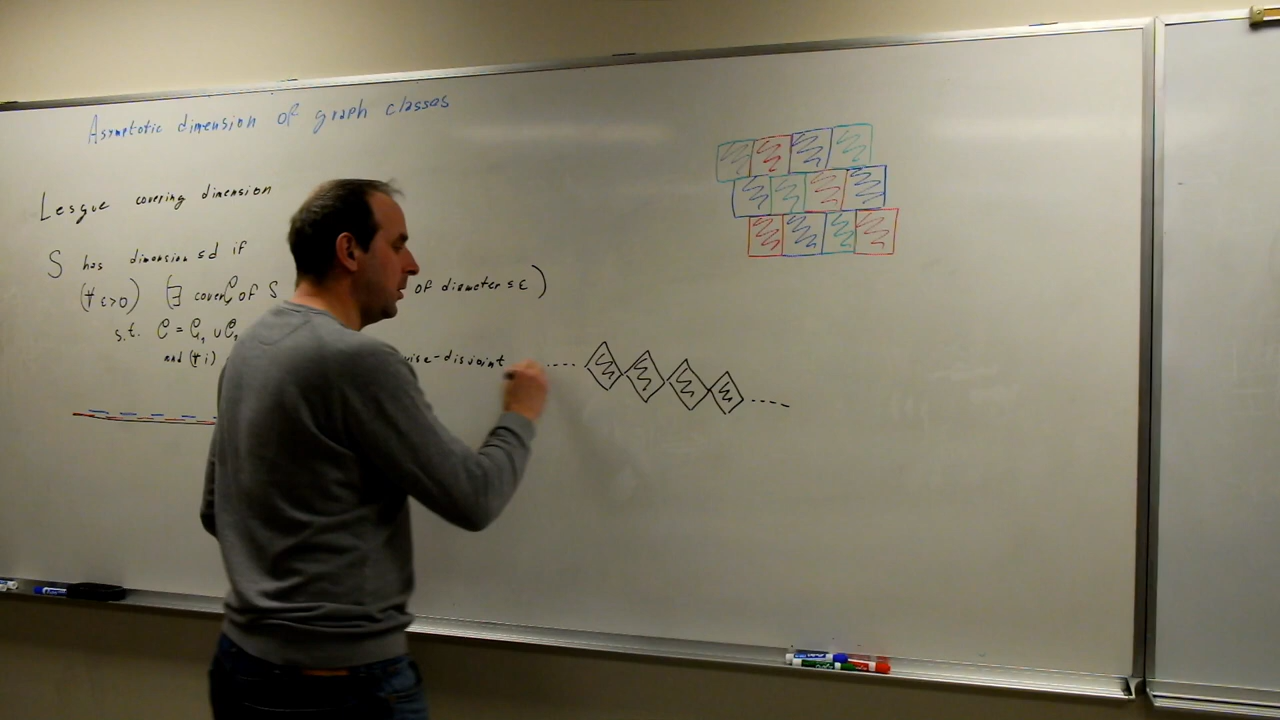 Asymptotic dimension of graph classes
Lesgue covering dimension
S has dimension ≤d if
(∀ε>0) (∃ cover C of S of diameter ≤ε)
s.t. C = C₁ ∪ C₂
and (∀i) wise-disjoint